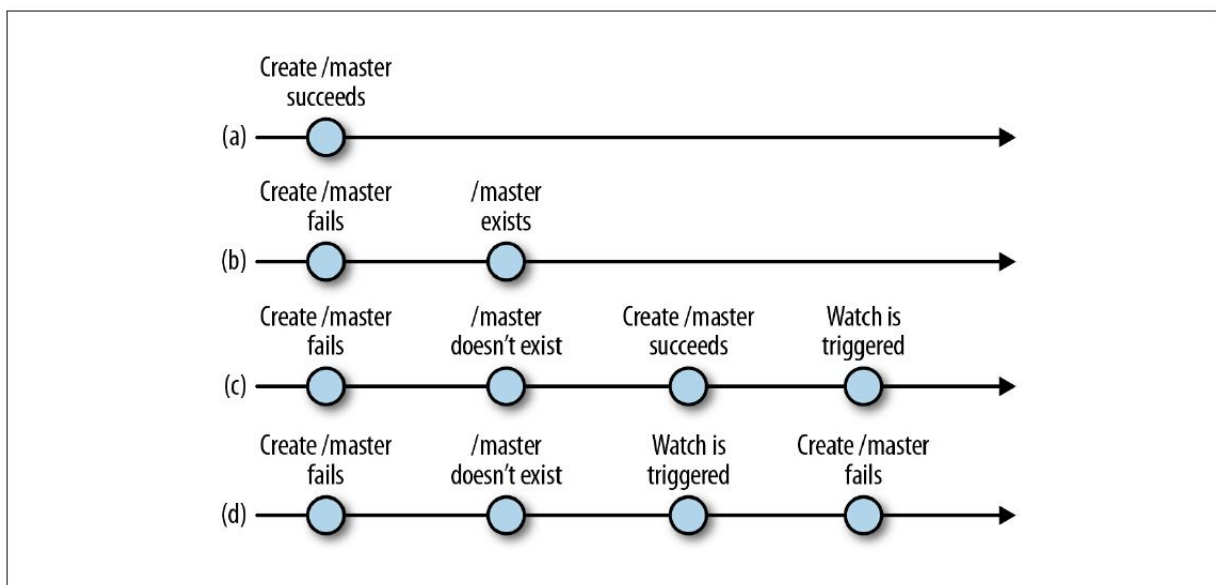 Create /master
succeeds
(a)
Create /master
fails
/master
exists
(b)
Create /master
fails
/master
doesn't exist
Create /master
succeeds
Watch is
triggered
(c)
Create /master
fails
/master
doesn't exist
Watch is
triggered
Create /master
fails
(d)